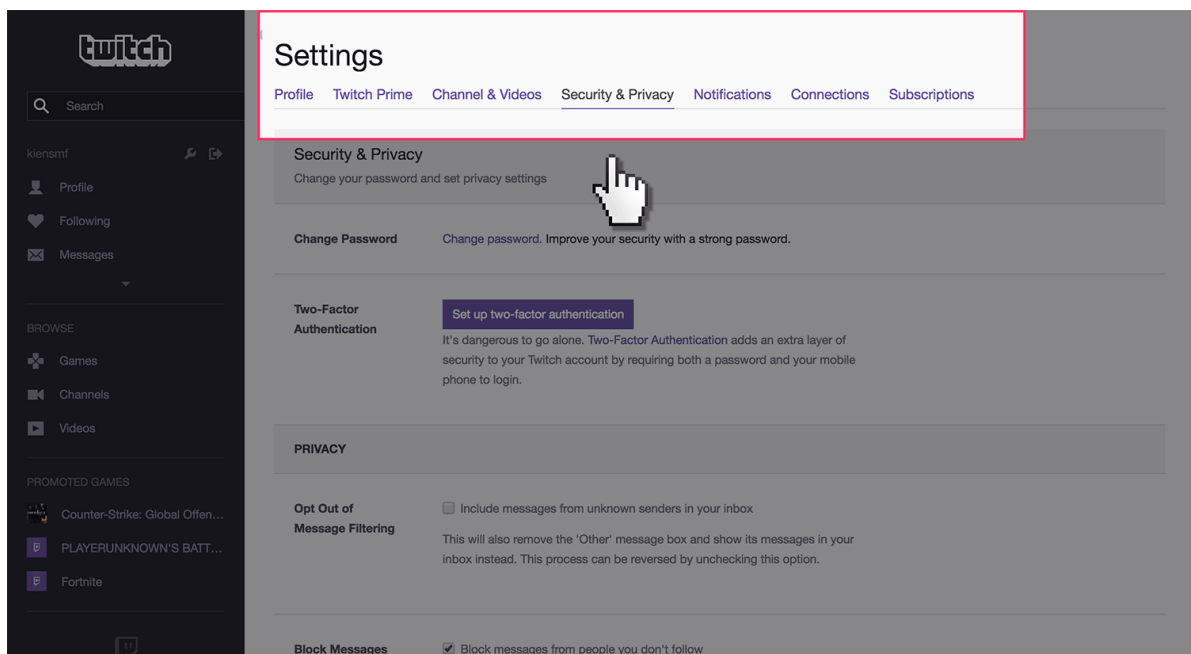 twitch
Search
kiensmf
Profile
Following
Messages
BROWSE
Games
Channels
Videos
PROMOTED GAMES
Counter-Strike: Global Offen...
PLAYERUNKNOWN'S BATT...
Fortnite
Settings
Profile Twitch Prime Channel & Videos Security & Privacy Notifications Connections Subscriptions
Security & Privacy
Change your password and set privacy settings
Change Password
Change password. Improve your security with a strong password.
Two-Factor
Authentication
Set up two-factor authentication
It's dangerous to go alone. Two-Factor Authentication adds an extra layer of
security to your Twitch account by requiring both a password and your mobile
phone to login.
PRIVACY
Opt Out of
Message Filtering
Include messages from unknown senders in your inbox
This will also remove the 'Other' message box and show its messages in your
inbox instead. This process can be reversed by unchecking this option.
Block Messages
Block messages from people you don't follow